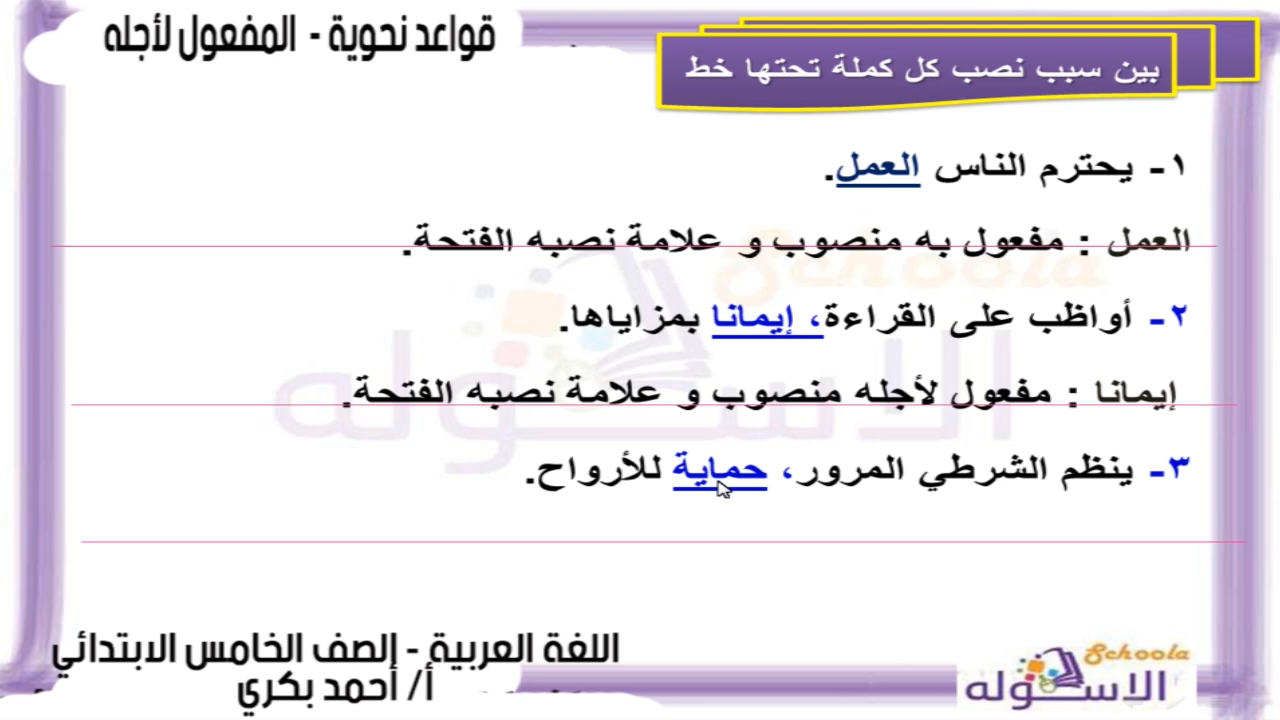 قواعد نحوية - المفعول لأجله
بين سبب نصب كل كملة تحتها خط
١- يحترم الناس العمل.
العمل : مفعول به منصوب و علامة نصبه الفتحة.
٢- أواظب على القراءة، إيمانا بمزاياها.
إيمانا : مفعول لأجله منصوب و علامة نصبه الفتحة.
٣- ينظم الشرطي المرور، حماية للأرواح.
اللغة العربية - الصف الخامس الابتدائي
أ/ أحمد بكري
Schoola
الاسكوله